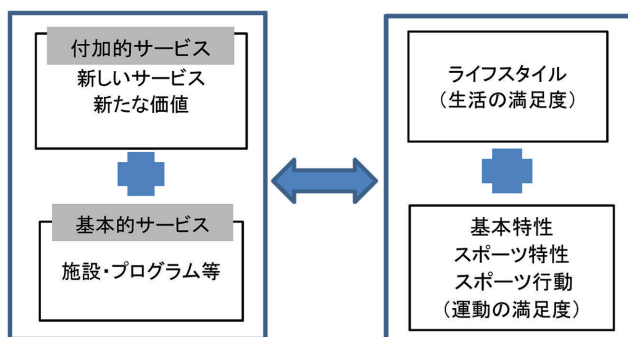 付加的サービス
新しいサービス
新たな価値
基本的サービス
施設・プログラム等
ライフスタイル
（生活の満足度）
基本特性
スポーツ特性
スポーツ行動
（運動の満足度）